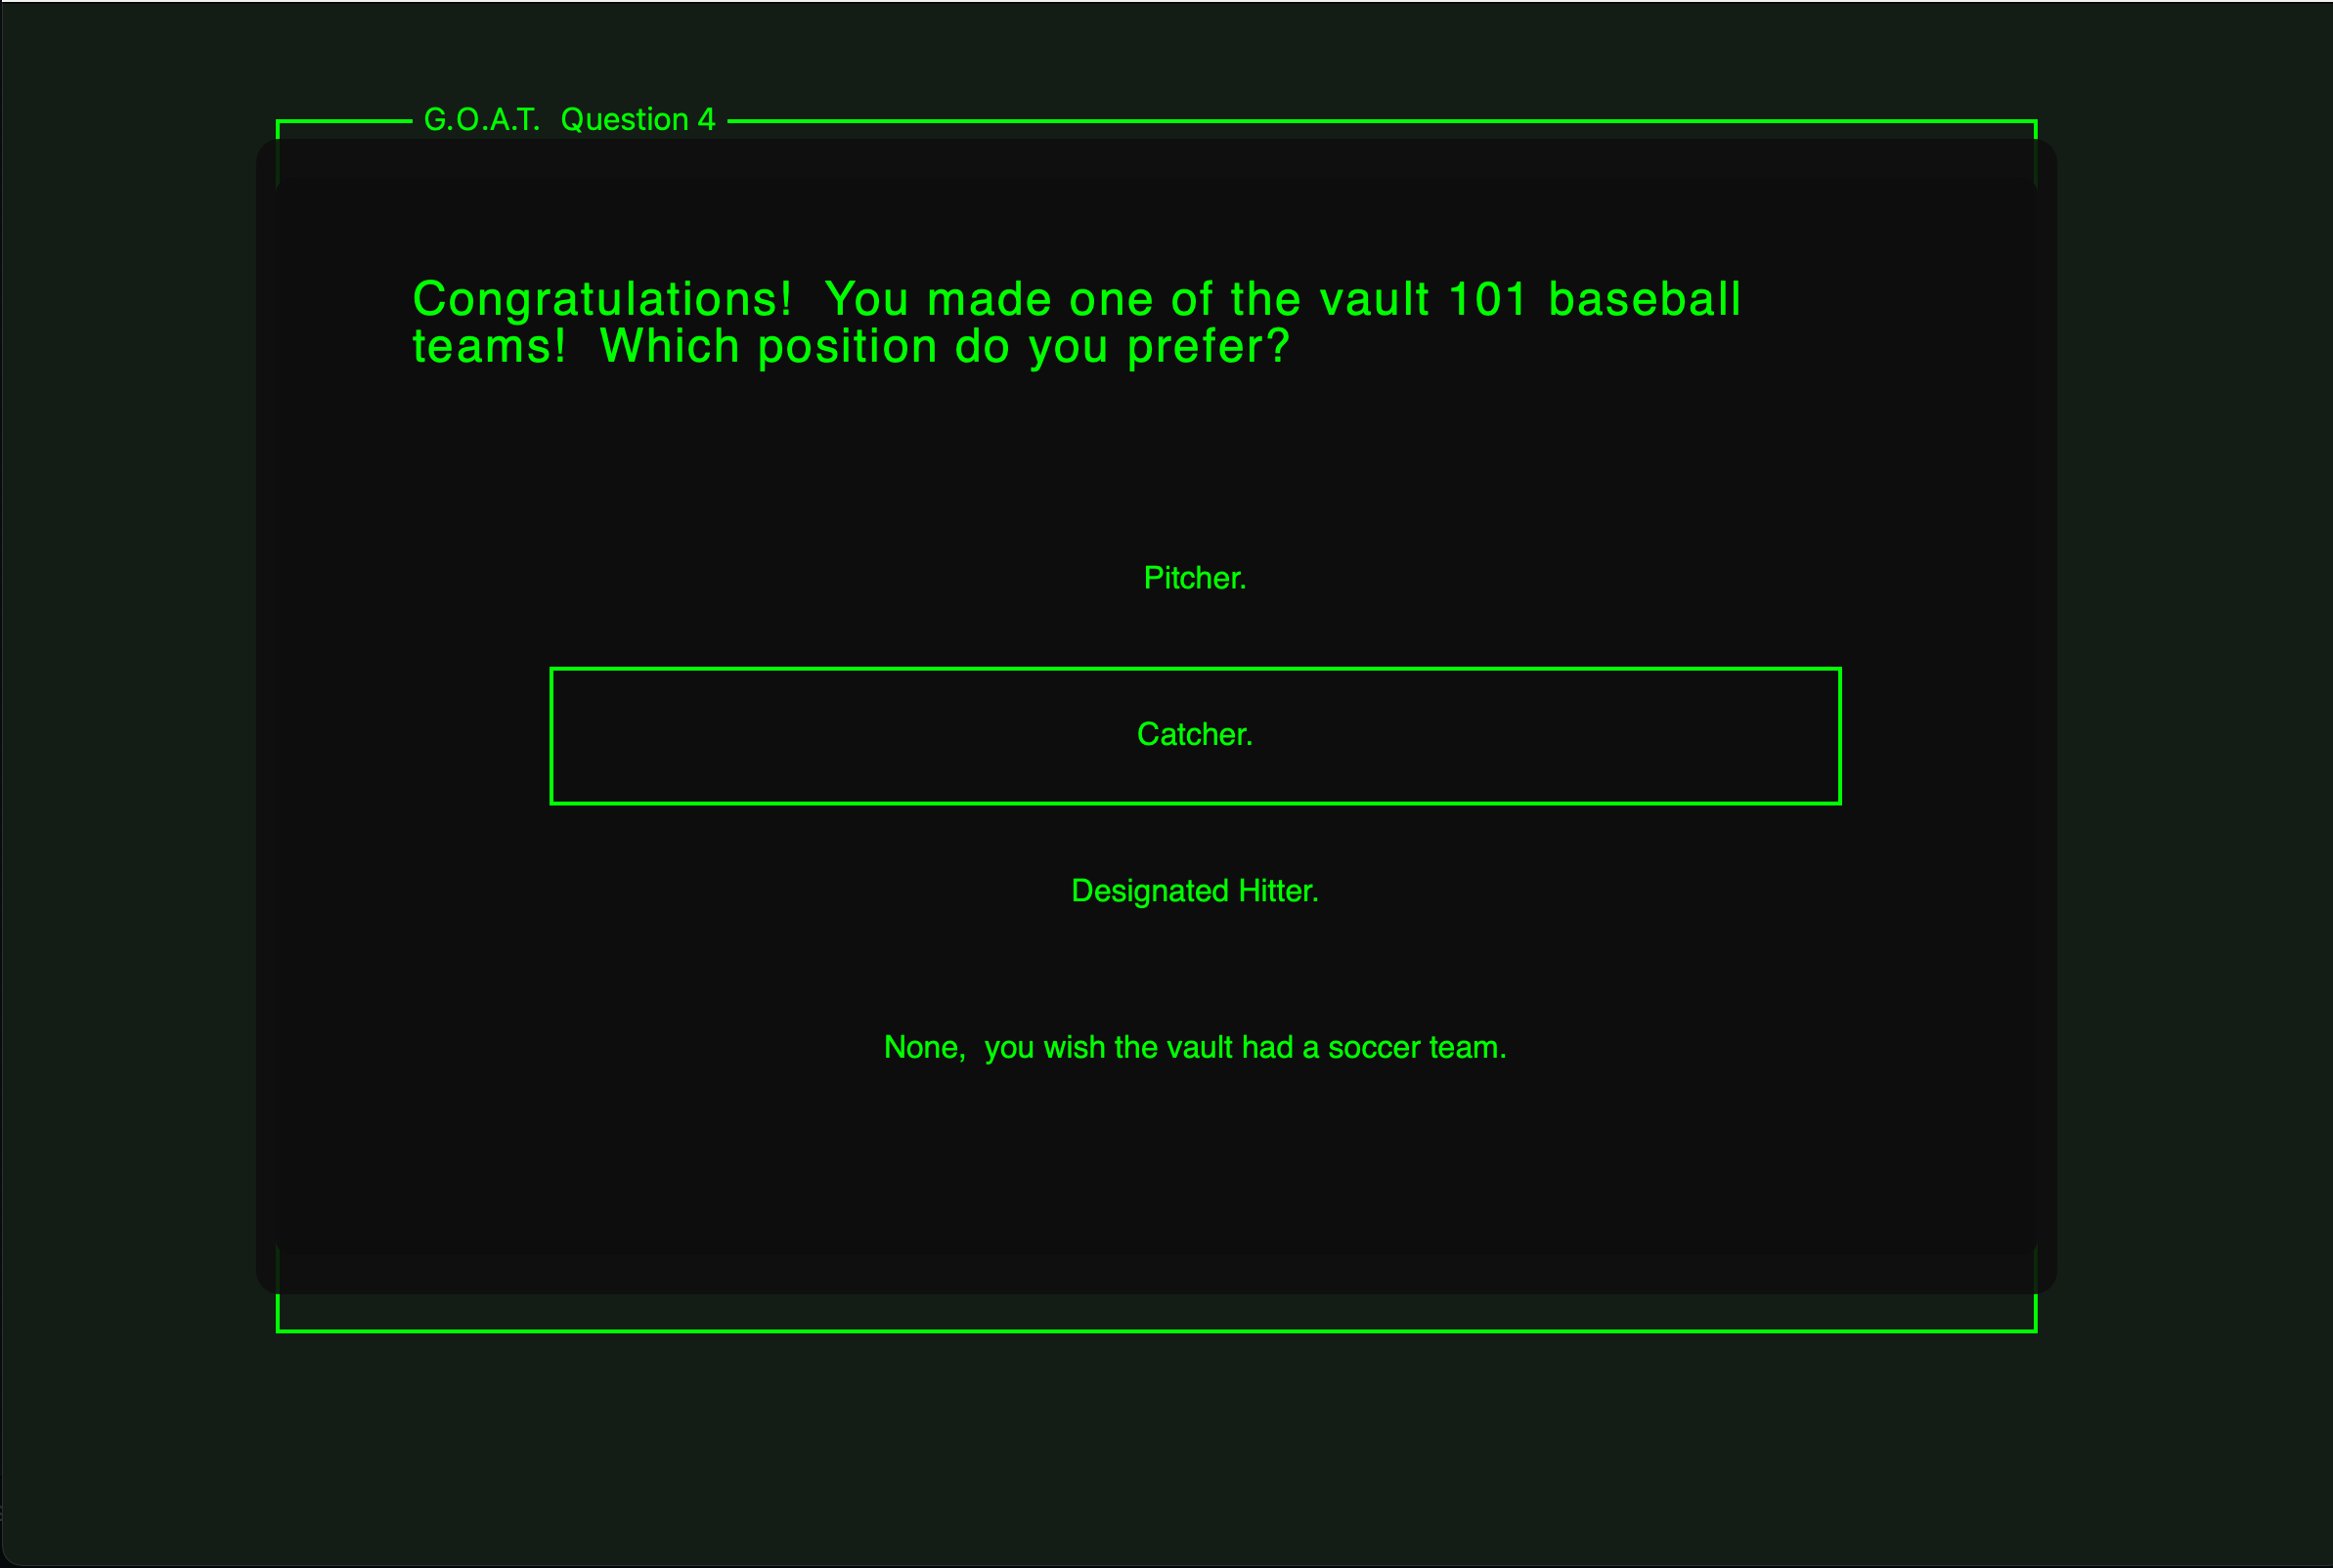 G.O.A.T.  Question 4
Congratulations!  You made one of the vault 101 baseball
teams!  Which position do you prefer?
Pitcher.
Catcher.
Designated Hitter.
None,  you wish the vault had a soccer team.